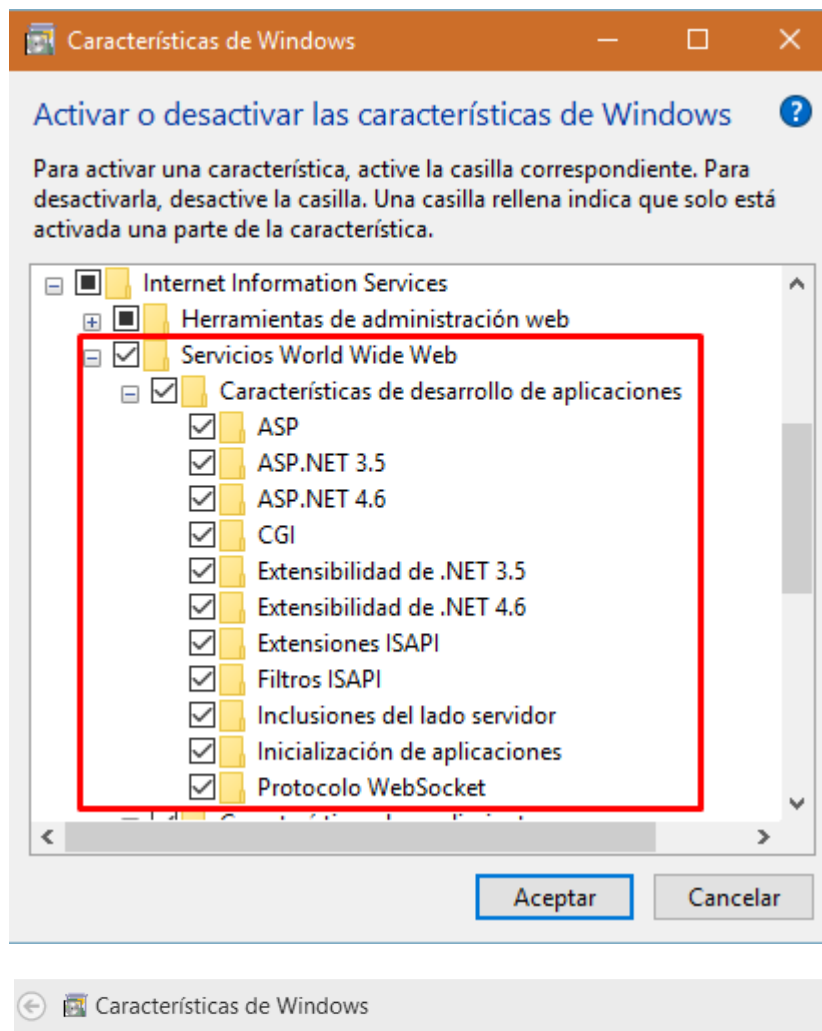 Características de Windows
Activar o desactivar las características de Windows
Para activar una característica, active la casilla correspondiente. Para
desactivarla, desactive la casilla. Una casilla rellena indica que solo está
activada una parte de la característica.
Internet Information Services
Herramientas de administración web
Servicios World Wide Web
Características de desarrollo de aplicaciones
ASP
ASP.NET 3.5
ASP.NET 4.6
CGI
Extensibilidad de .NET 3.5
Extensibilidad de .NET 4.6
Extensiones ISAPI
Filtros ISAPI
Inclusiones del lado servidor
Inicialización de aplicaciones
Protocolo WebSocket
Aceptar Cancelar
Características de Windows